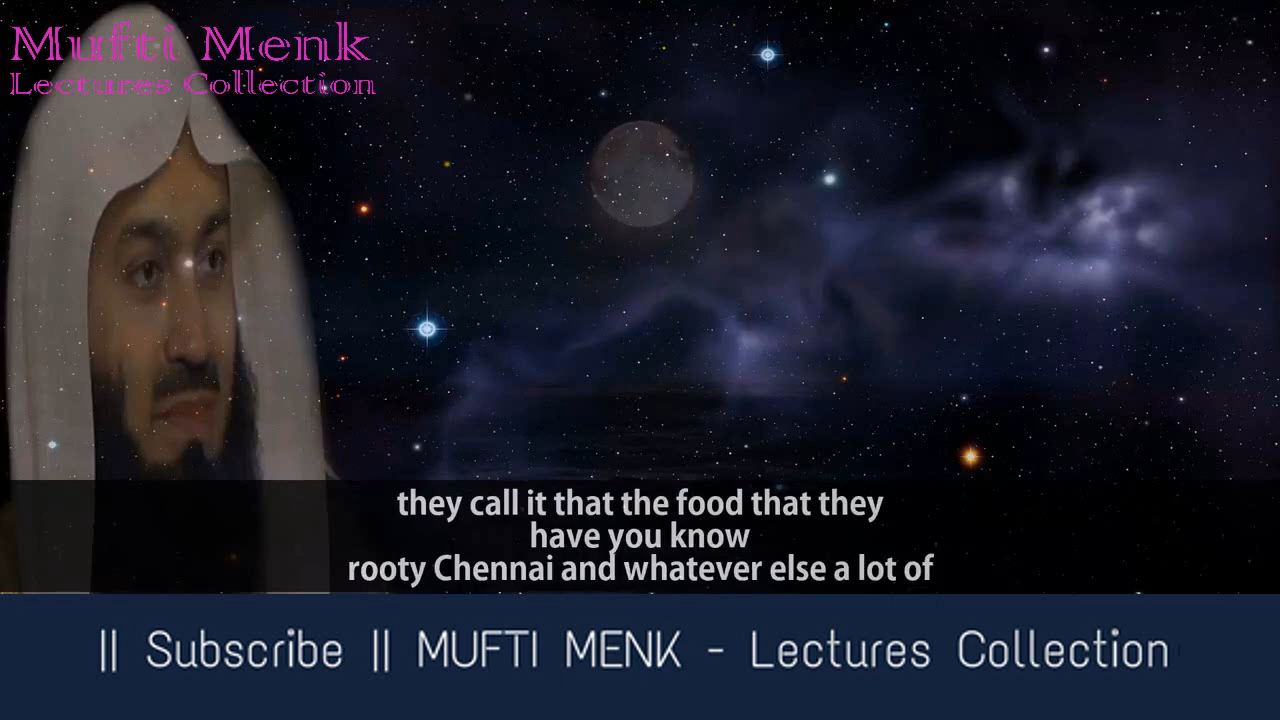 Mufti Menk
Lectures Collection
they call it that the food that they
have you know
rooty Chennai and whatever else a lot of
|| Subscribe || MUFTI MENK - Lectures Collection